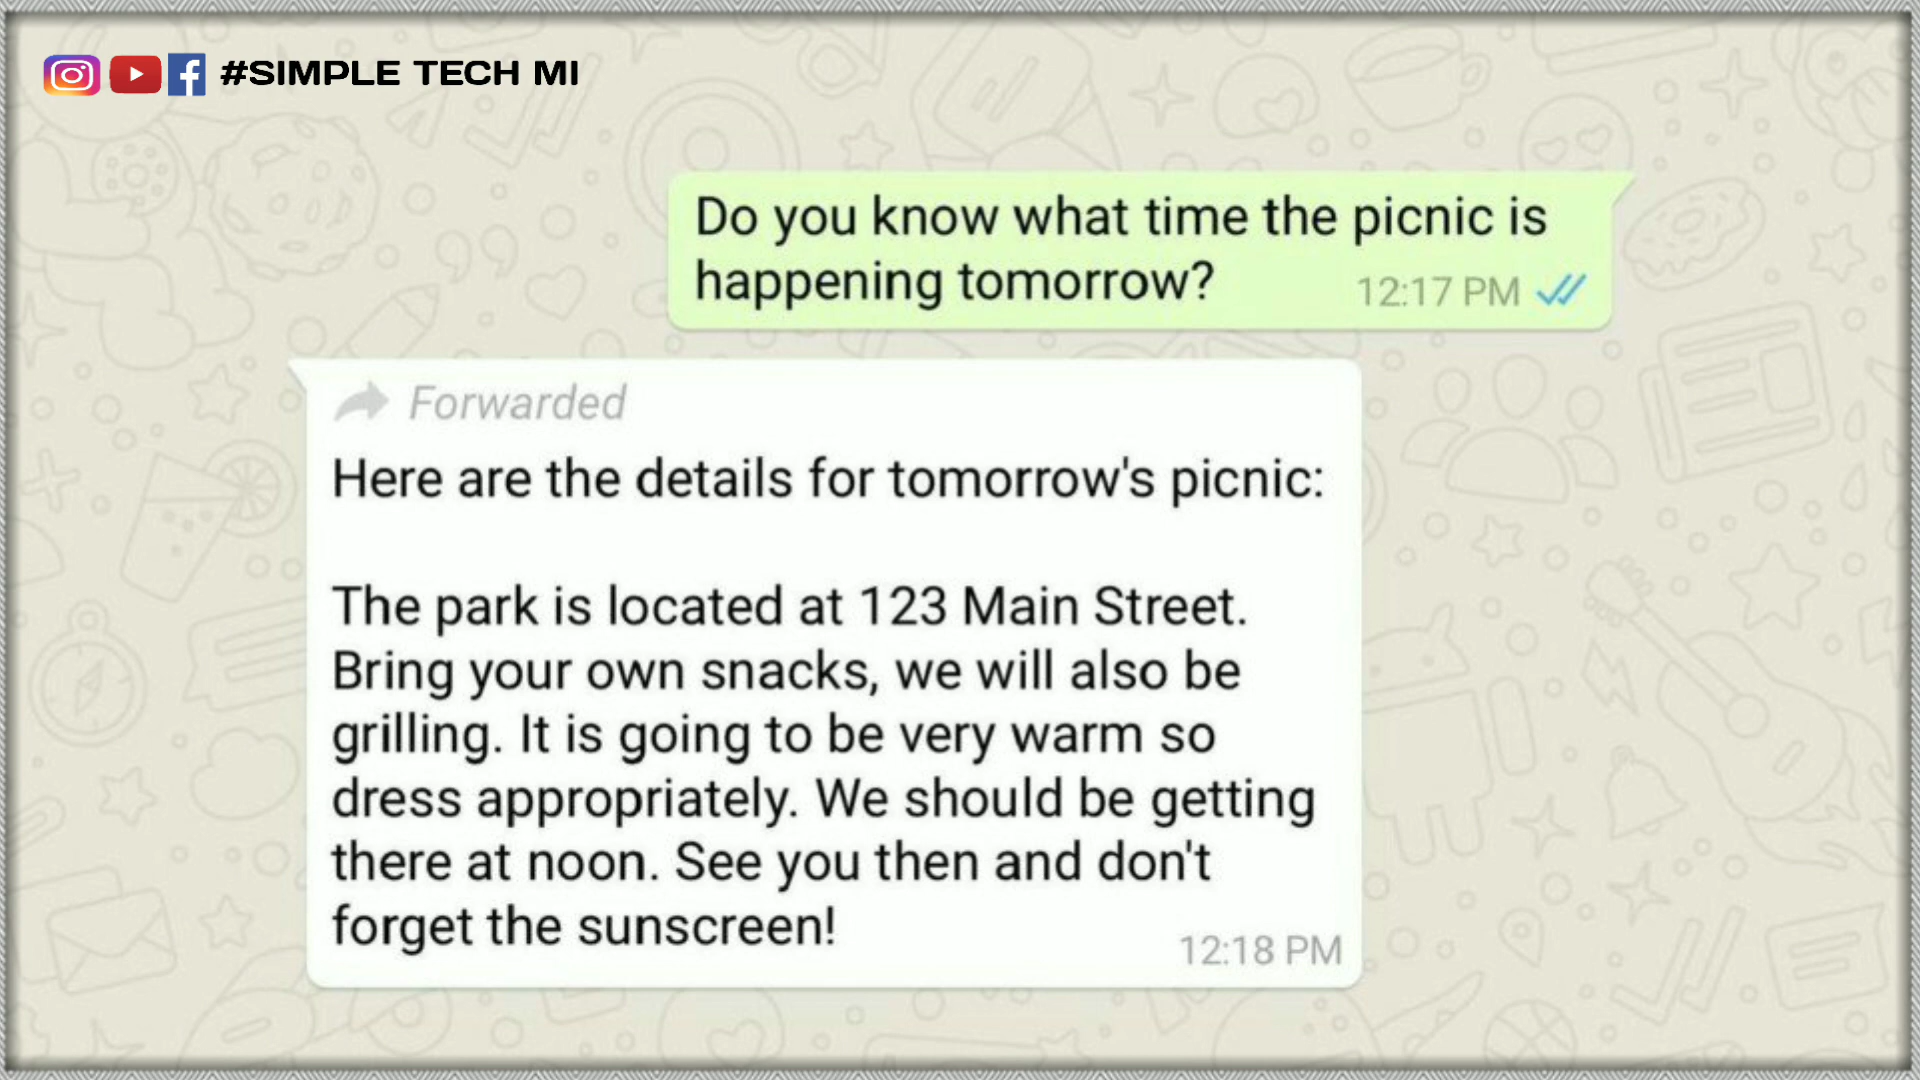 #SIMPLE TECH MI
Do you know what time the picnic is
happening tomorrow?
12:17 PM
Forwarded
Here are the details for tomorrow's picnic:
The park is located at 123 Main Street.
Bring your own snacks, we will also be
grilling. It is going to be very warm so
dress appropriately. We should be getting
there at noon. See you then and don't
forget the sunscreen!
12:18 PM